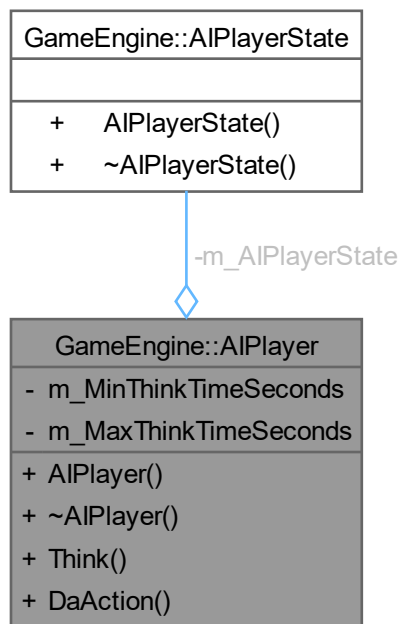 GameEngine::AIPlayerState
+ AIPlayerState()
+ ~AIPlayerState()
-m_AIPlayerState
GameEngine::AIPlayer
- m_MinThinkTimeSeconds
- m_MaxThinkTimeSeconds
+ AIPlayer()
+ ~AIPlayer()
+ Think()
+ DaAction()